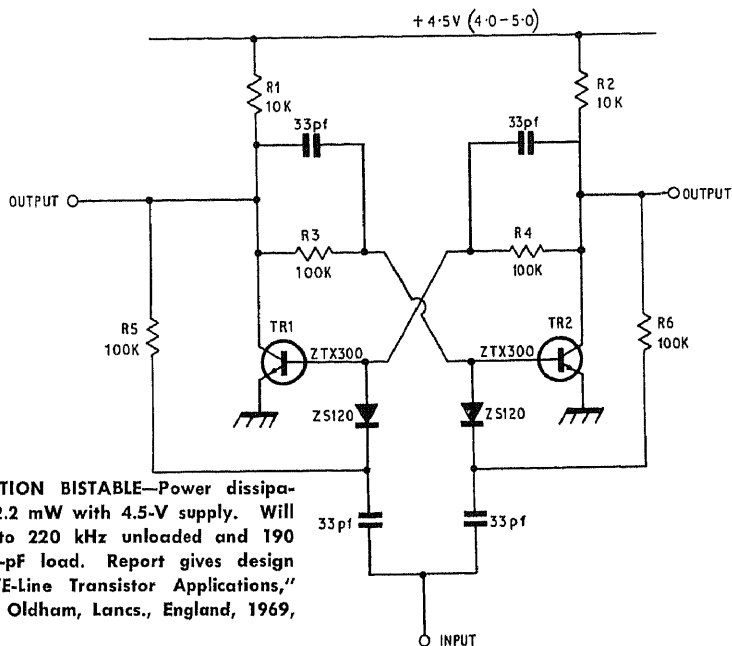 +4.5V (4.0-5.0)
R1
10K
R2
10K
33pf
33pf
OUTPUT
OUTPUT
R3
100K
R4
100K
R5
100K
R6
100K
TR1
ZTX300
TR2
ZTX300
ZS120
ZS120
33pf
33pf
INPUT
TION BISTABLE—Power dissipa-
2.2 mW with 4.5-V supply. Will
to 220 kHz unloaded and 190
-pF load. Report gives design
E-Line Transistor Applications,"
Oldham, Lancs., England, 1969,